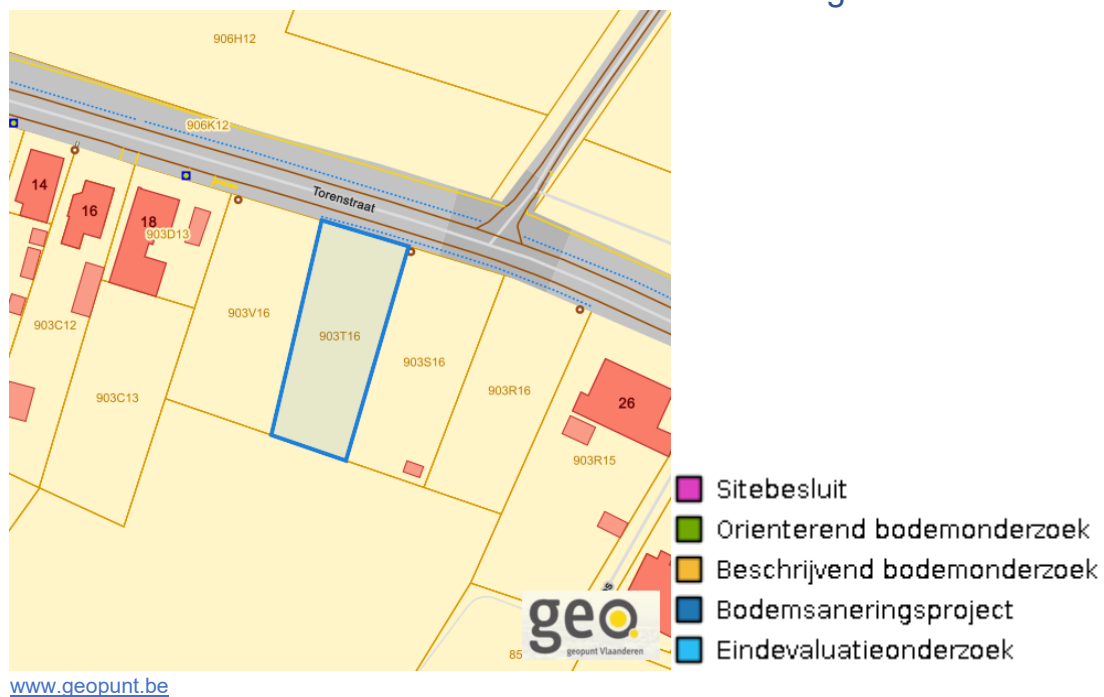 906H12
906K12
Torenstraat
14
16
18
903D13
903V16
903T16
903C12
903S16
903R16
903C13
26
903R15
85
geo.
geopunt Vlaanderen
Sitebesluit
Orienterend bodemonderzoek
Beschrijvend bodemonderzoek
Bodemsaneringsproject
Eindevaluatieonderzoek
www.geopunt.be